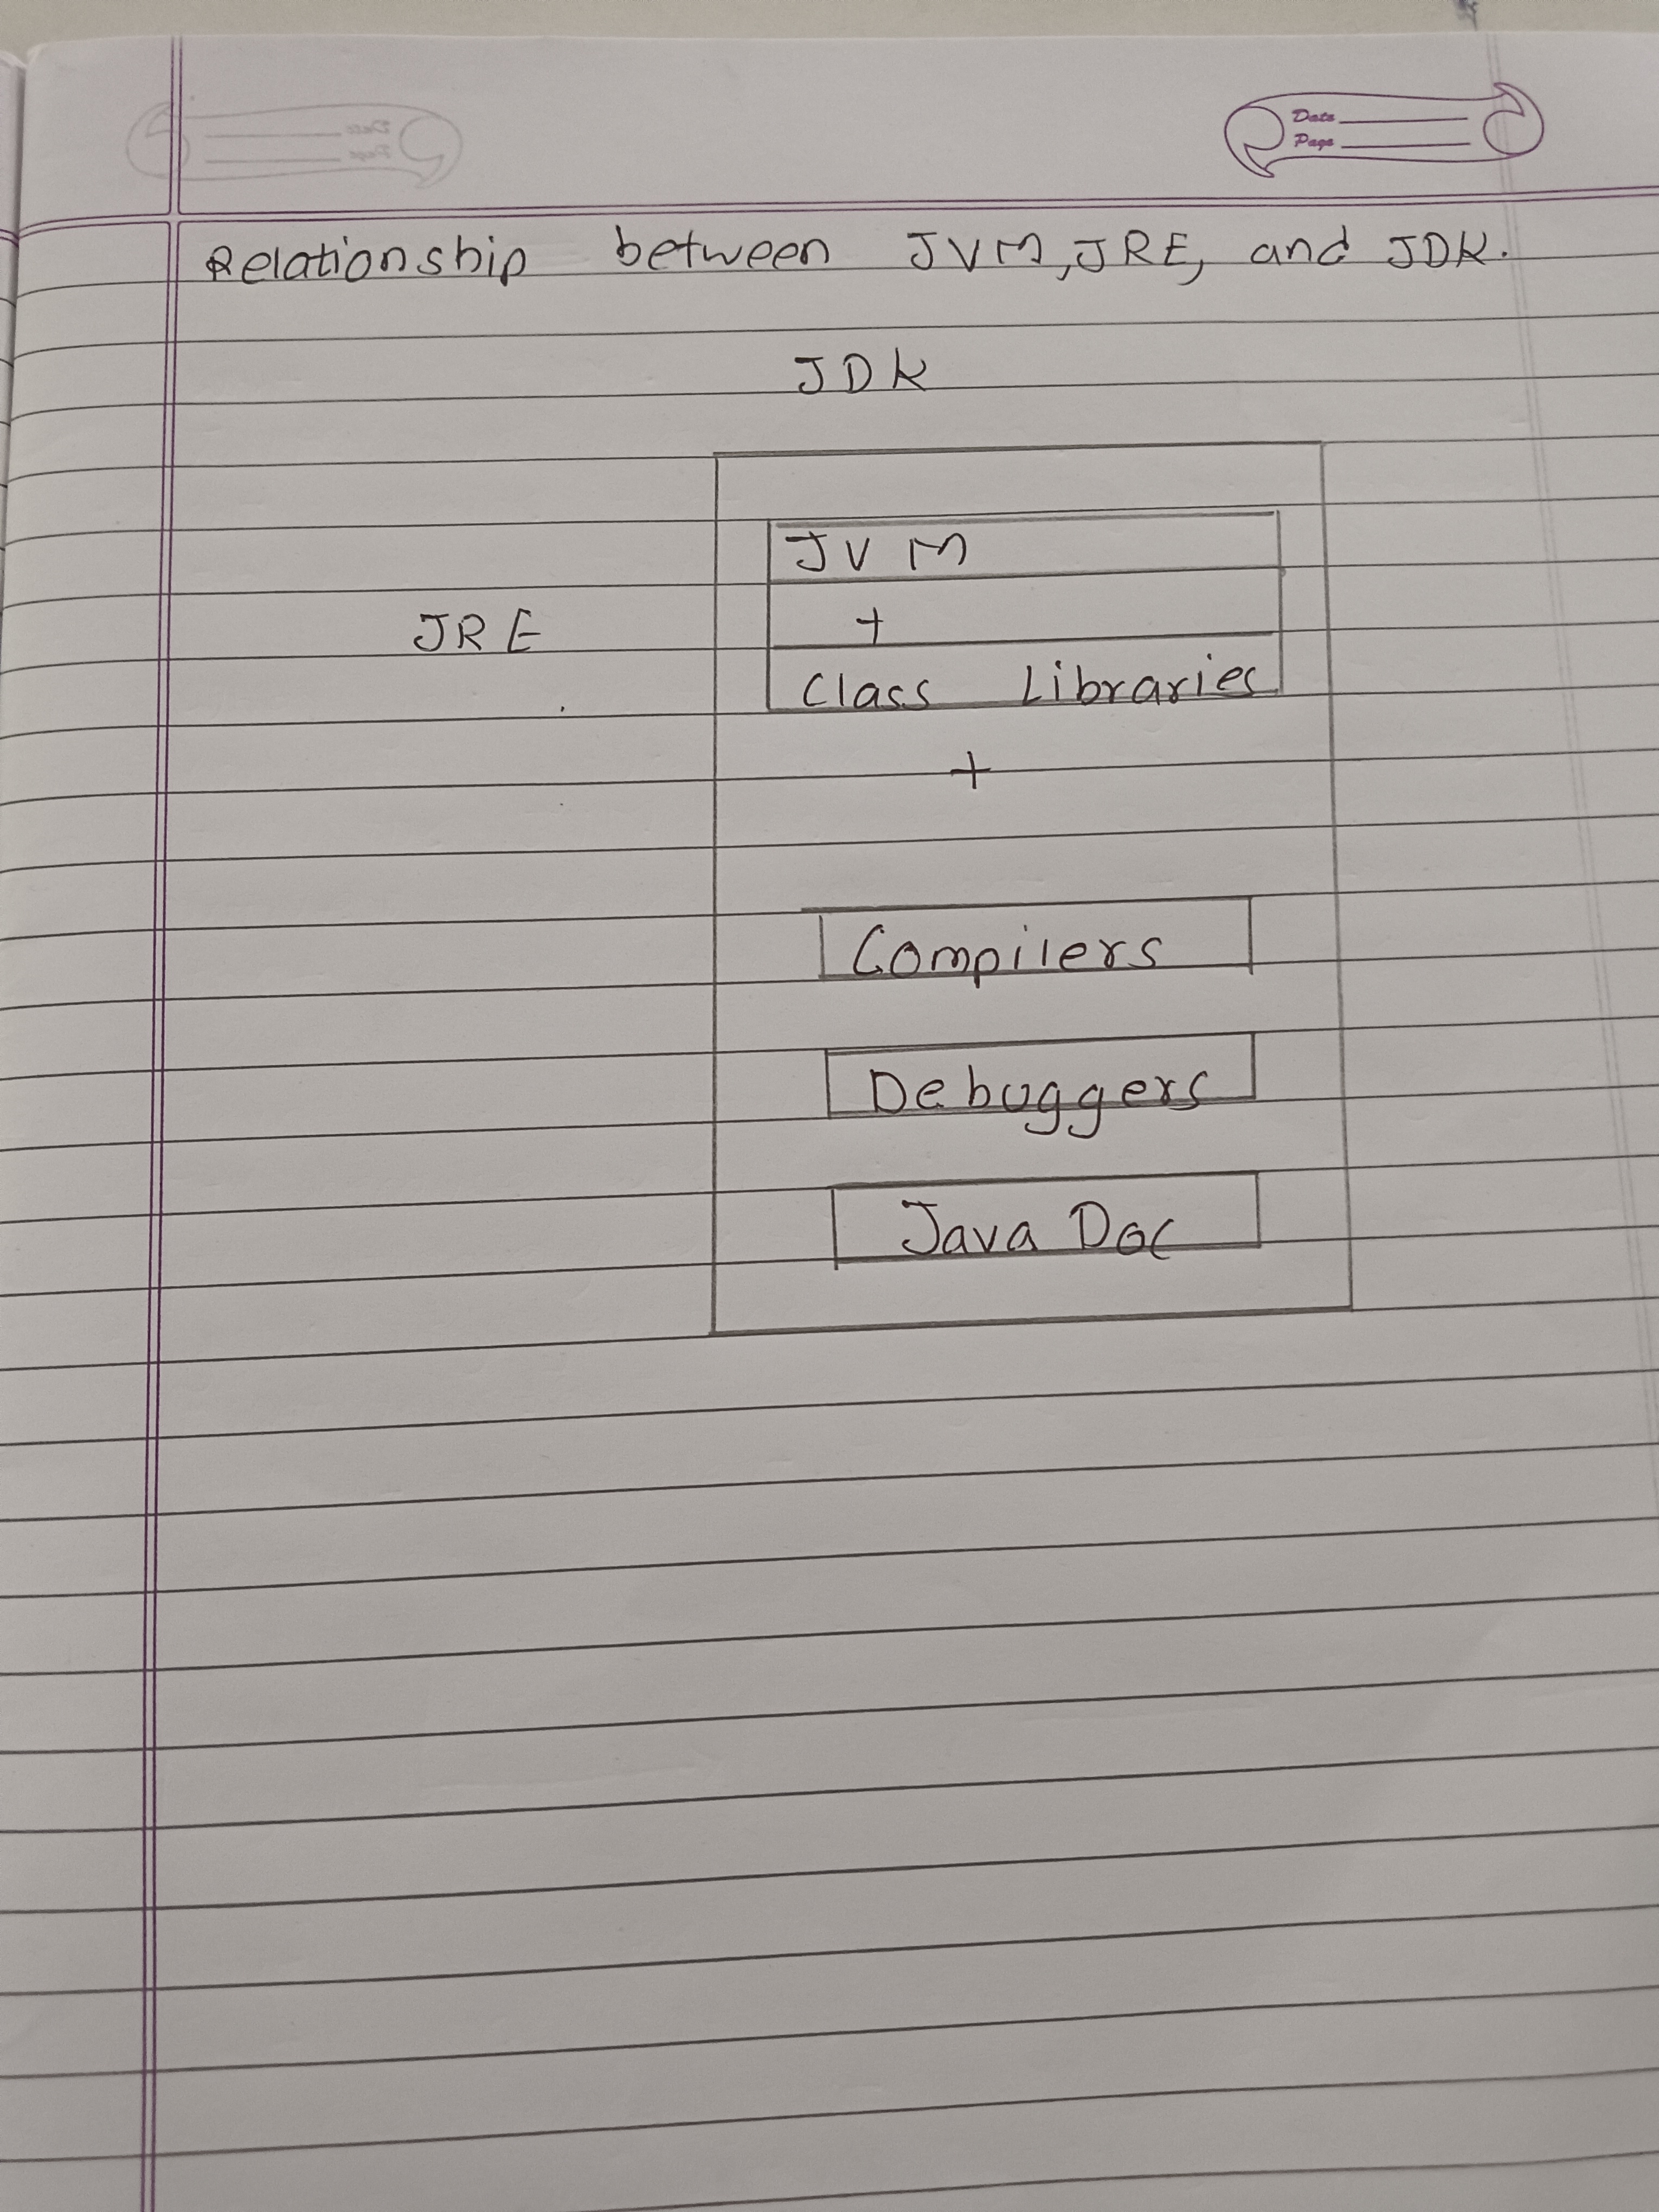 Date
Page
Relationship between JVM, JRE, and JDK.
JDK
JVM
+
JRE
Class Libraries
+
Compilers
Debuggers
Java Doc